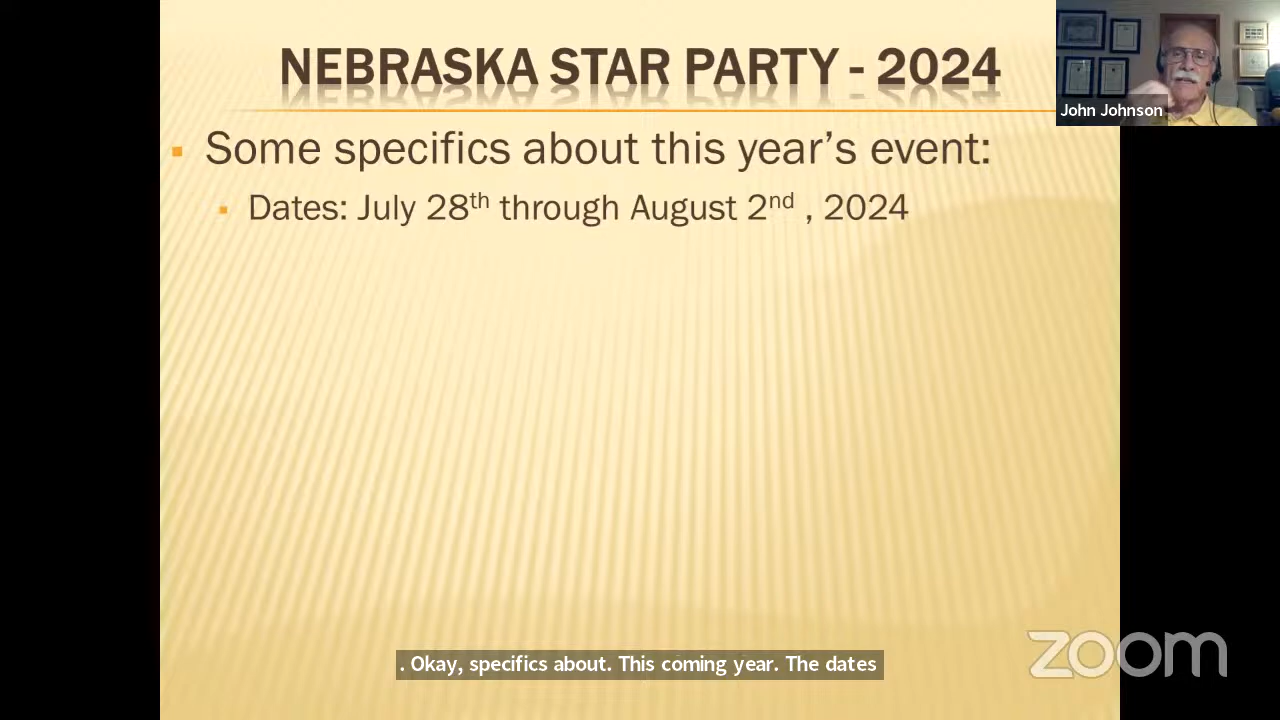 NEBRASKA STAR PARTY - 2024
John Johnson
Some specifics about this year’s event:
Dates: July 28th through August 2nd , 2024
. Okay, specifics about. This coming year. The dates
zoom